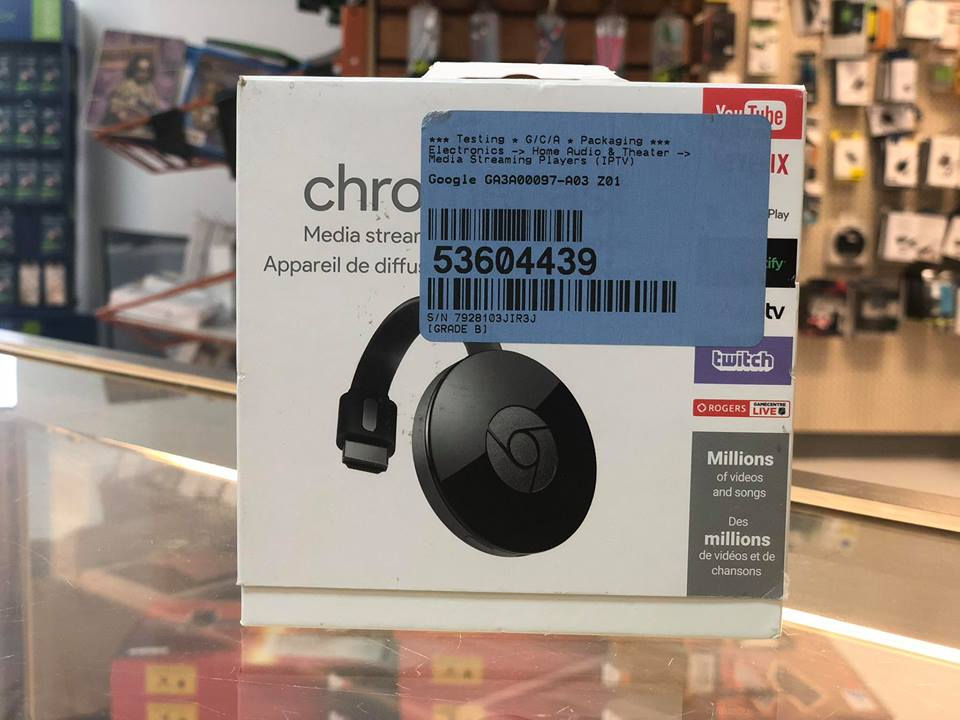 chro
Media strear
Appareil de diffus
*** Testing * G/C/A * Packaging ***
Electronics -> Home Audio & Theater ->
Media Streaming Players (IPTV)
Google GA3A00097-A03 Z01
53604439
S/N 7928103JIR3J
[GRADE B]
YouTube
IX
Play
tify
tv
twitch
ROGERS GAMECENTRE LIVE
Millions
of videos
and songs
Des
millions
de vidéos et de
chansons